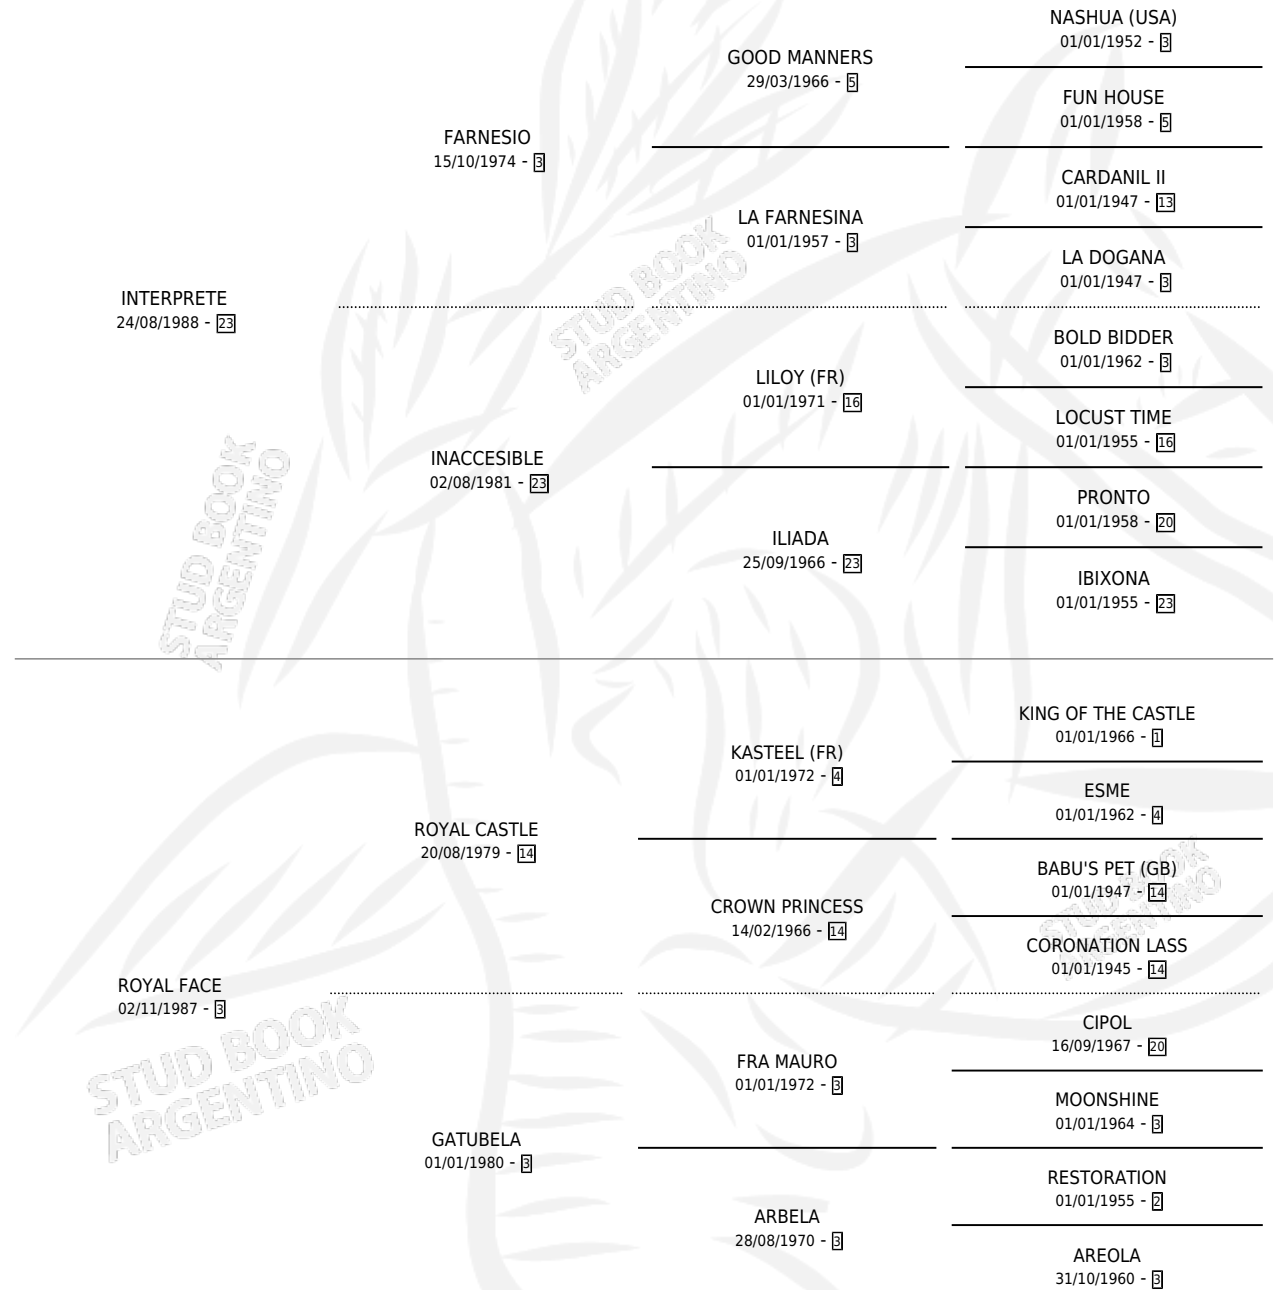 NASHUA (USA)
01/01/1952 - 3
GOOD MANNERS
29/03/1966 - 5
FUN HOUSE
01/01/1958 - 5
FARNESIO
15/10/1974 - 3
CARDANIL II
01/01/1947 - 13
LA FARNESINA
01/01/1957 - 3
LA DOGANA
01/01/1947 - 3
INTERPRETE
24/08/1988 - 23
BOLD BIDDER
01/01/1962 - 3
LILOY (FR)
01/01/1971 - 16
LOCUST TIME
01/01/1955 - 16
INACCESIBLE
02/08/1981 - 23
PRONTO
01/01/1958 - 20
ILIADA
25/09/1966 - 23
IBIXONA
01/01/1955 - 23
KING OF THE CASTLE
01/01/1966 - 1
KASTEEL (FR)
01/01/1972 - 4
ESME
01/01/1962 - 4
ROYAL CASTLE
20/08/1979 - 14
BABU'S PET (GB)
01/01/1947 - 14
CROWN PRINCESS
14/02/1966 - 14
CORONATION LASS
01/01/1945 - 14
ROYAL FACE
02/11/1987 - 3
CIPOL
16/09/1967 - 20
FRA MAURO
01/01/1972 - 3
MOONSHINE
01/01/1964 - 3
GATUBELA
01/01/1980 - 3
RESTORATION
01/01/1955 - 2
ARBELA
28/08/1970 - 3
AREOLA
31/10/1960 - 3
STUD BOOK
ARGENTINO
STUD BOOK
ARGENTINO
STUD BOOK
ARGENTINO
STUD BOOK
ARGENTINO